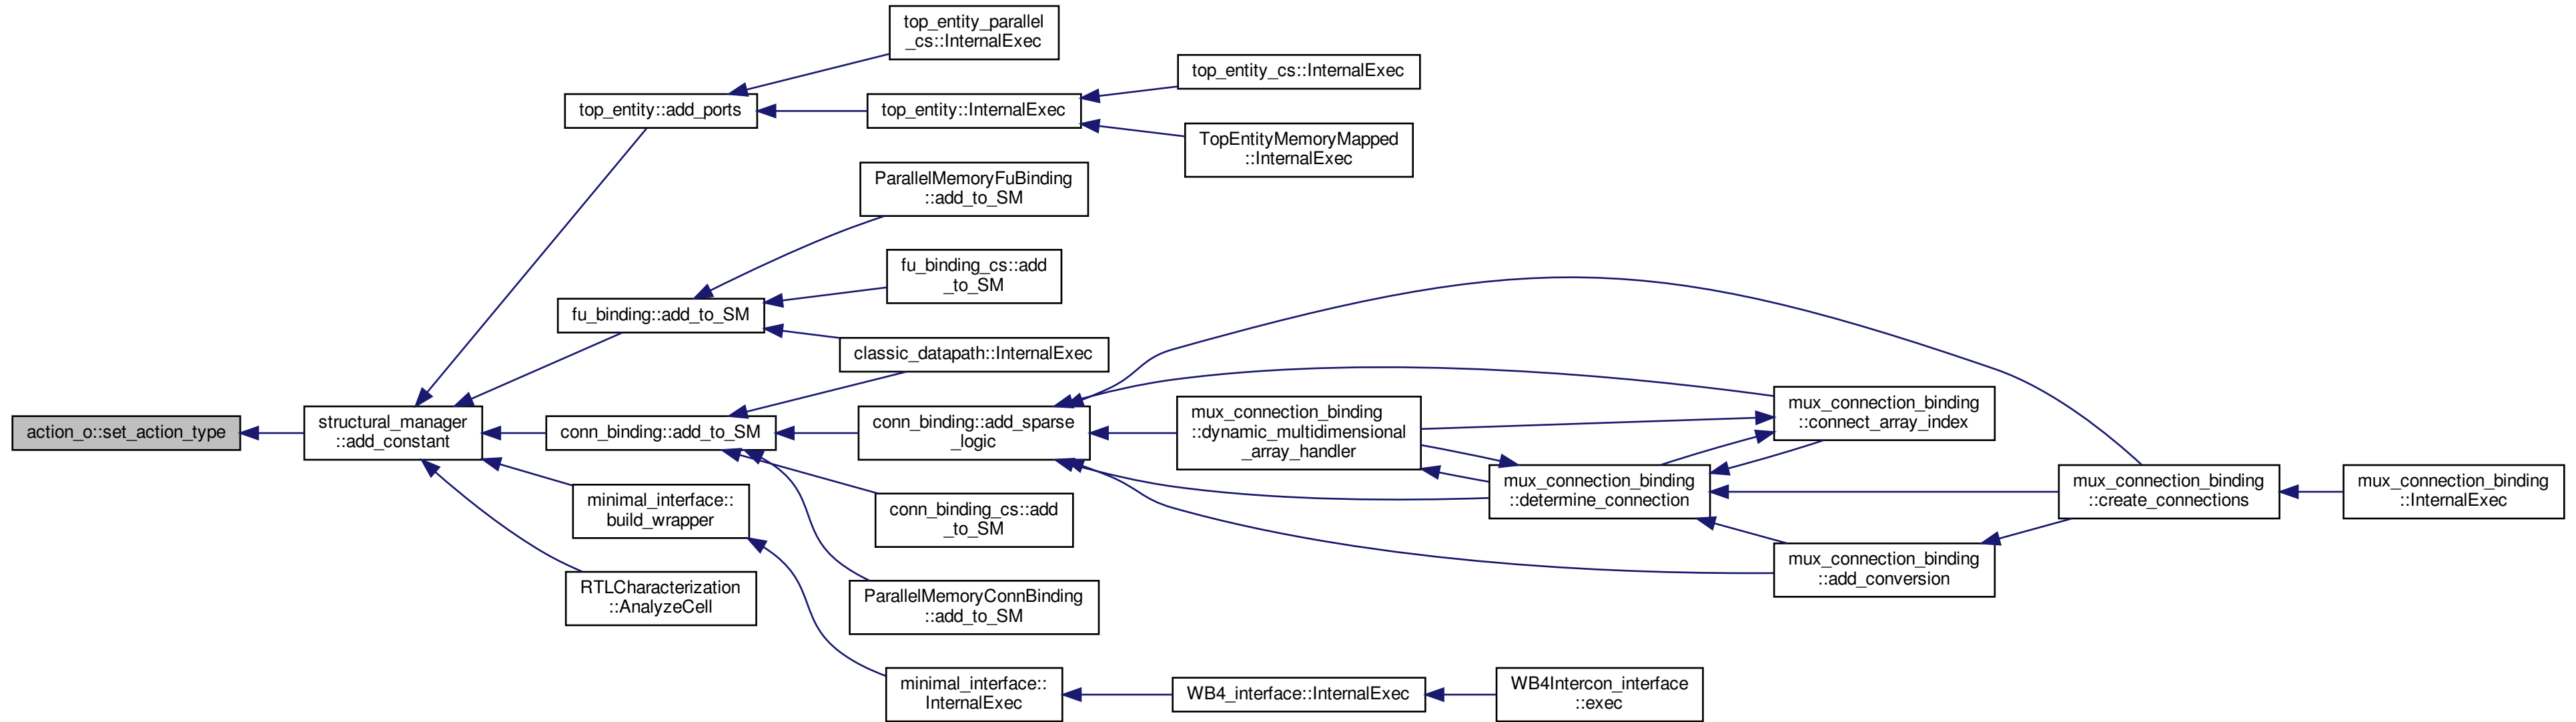 top_entity_parallel
_cs::InternalExec
top_entity_cs::InternalExec
top_entity::add_ports
top_entity::InternalExec
TopEntityMemoryMapped
::InternalExec
ParallelMemoryFuBinding
::add_to_SM
fu_binding_cs::add
_to_SM
fu_binding::add_to_SM
classic_datapath::InternalExec
action_o::set_action_type
structural_manager
::add_constant
conn_binding::add_to_SM
conn_binding::add_sparse
_logic
mux_connection_binding
::dynamic_multidimensional
_array_handler
mux_connection_binding
::connect_array_index
mux_connection_binding
::determine_connection
mux_connection_binding
::create_connections
mux_connection_binding
::InternalExec
minimal_interface::
build_wrapper
conn_binding_cs::add
_to_SM
mux_connection_binding
::add_conversion
RTLCharacterization
::AnalyzeCell
ParallelMemoryConnBinding
::add_to_SM
minimal_interface::
InternalExec
WB4_interface::InternalExec
WB4Intercon_interface
::exec